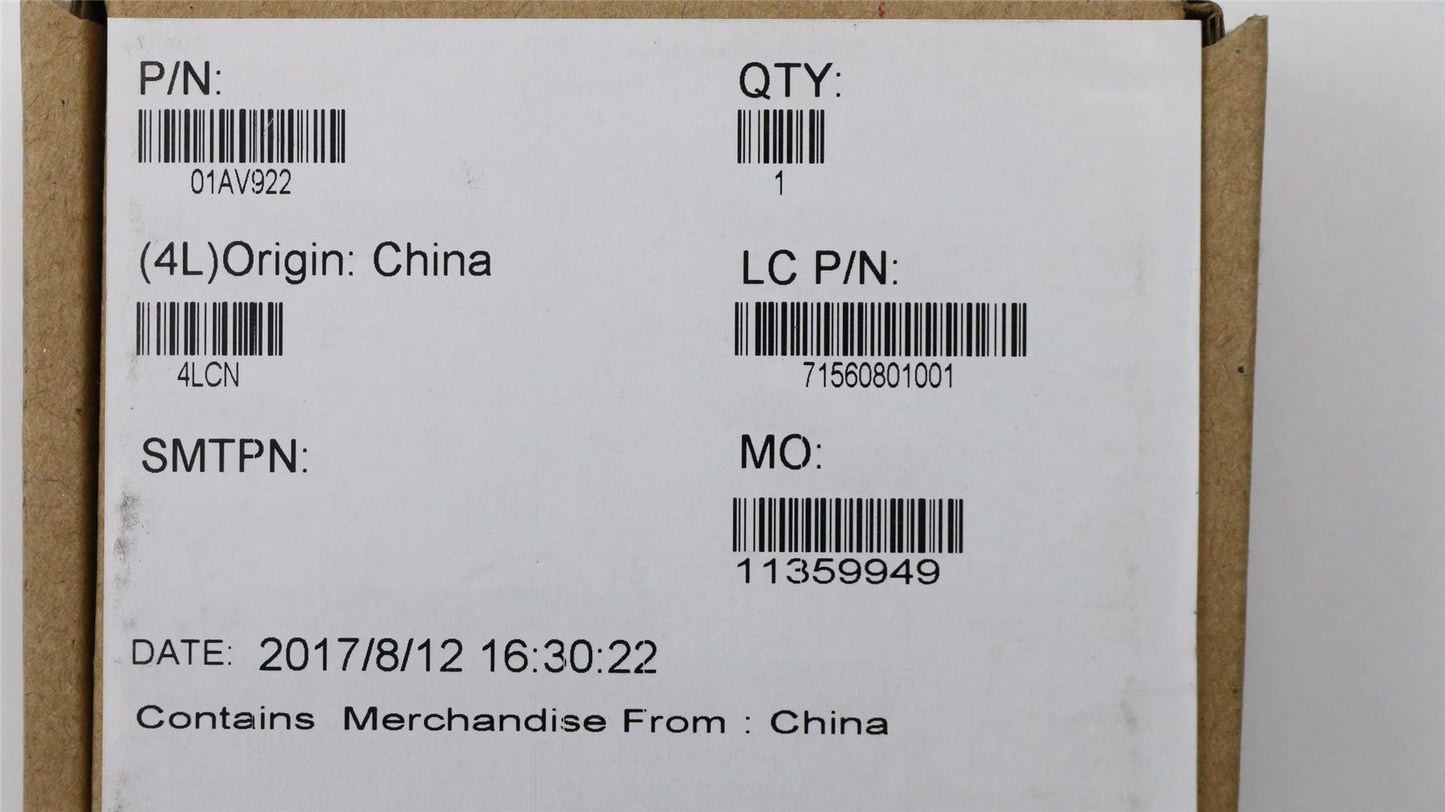 P/N:
QTY:
01AV922
1
(4L)Origin: China
LC P/N:
4LCN
71560801001
SMTPN:
MO:
11359949
DATE: 2017/8/12 16:30:22
Contains Merchandise From : China